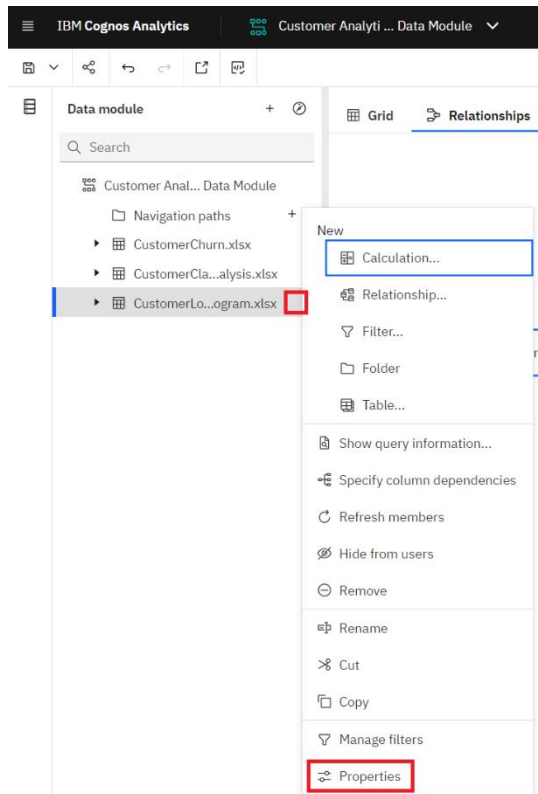 IBM Cognos Analytics
Customer Analyti ... Data Module
Data module
Grid
Relationships
Search
Customer Anal... Data Module
Navigation paths
CustomerChurn.xlsx
CustomerCla...alysis.xlsx
CustomerLo...ogram.xlsx
New
Calculation...
Relationship...
Filter...
Folder
Table...
Show query information...
Specify column dependencies
Refresh members
Hide from users
Remove
Rename
Cut
Copy
Manage filters
Properties